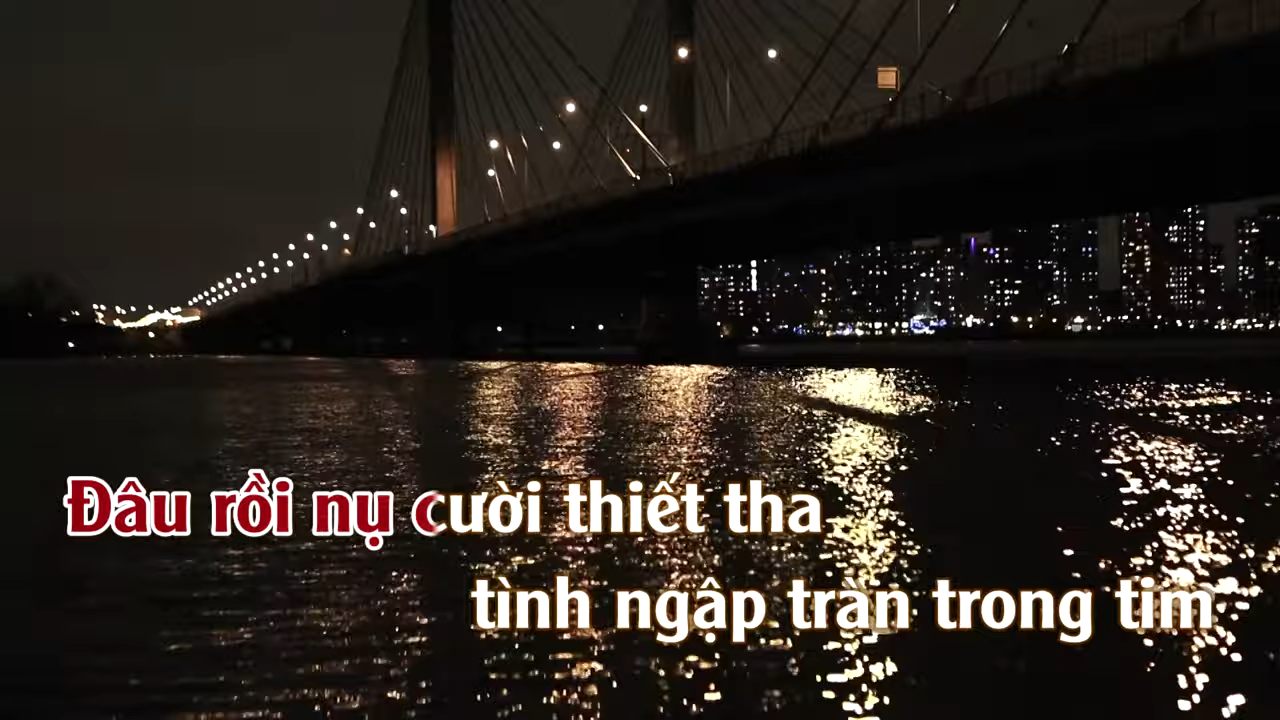 Đâu rồi nụ cười thiết tha
tình ngập tràn trong tim